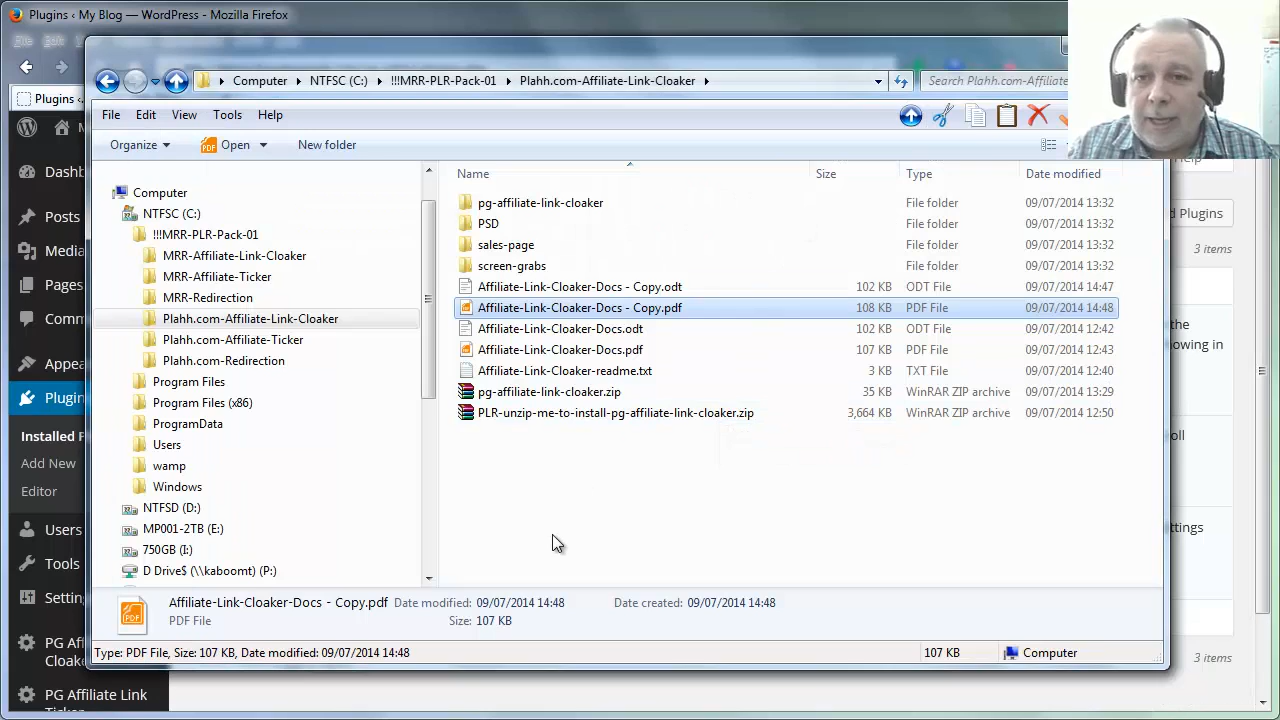 Plugins ‹ My Blog — WordPress - Mozilla Firefox
Computer NTFSC (C:) !!!MRR-PLR-Pack-01 Plahh.com-Affiliate-Link-Cloaker Search Plahh.com-Affiliat
Plugins
File Edit View Tools Help
Organize Open New folder
Help
Name Size Type Date modified
Computer
NTFSC (C:)
!!!MRR-PLR-Pack-01
MRR-Affiliate-Link-Cloaker
MRR-Affiliate-Ticker
MRR-Redirection
Plahh.com-Affiliate-Link-Cloaker
Plahh.com-Affiliate-Ticker
Plahh.com-Redirection
Program Files
Program Files (x86)
ProgramData
Users
wamp
Windows
NTFSD (D:)
MP001-2TB (E:)
750GB (I:)
D Drive$ (\\kaboomt) (P:)
pg-affiliate-link-cloaker File folder 09/07/2014 13:32
PSD File folder 09/07/2014 13:32
sales-page File folder 09/07/2014 13:32
screen-grabs File folder 09/07/2014 13:32
Affiliate-Link-Cloaker-Docs - Copy.odt 102 KB ODT File 09/07/2014 14:47
Affiliate-Link-Cloaker-Docs - Copy.pdf 108 KB PDF File 09/07/2014 14:48
Affiliate-Link-Cloaker-Docs.odt 102 KB ODT File 09/07/2014 12:42
Affiliate-Link-Cloaker-Docs.pdf 107 KB PDF File 09/07/2014 12:43
Affiliate-Link-Cloaker-readme.txt 3 KB TXT File 09/07/2014 12:40
pg-affiliate-link-cloaker.zip 35 KB WinRAR ZIP archive 09/07/2014 13:29
PLR-unzip-me-to-install-pg-affiliate-link-cloaker.zip 3,664 KB WinRAR ZIP archive 09/07/2014 12:50
Affiliate-Link-Cloaker-Docs - Copy.pdf Date modified: 09/07/2014 14:48 Date created: 09/07/2014 14:48
PDF File Size: 107 KB
Type: PDF File, Size: 107 KB, Date modified: 09/07/2014 14:48 107 KB Computer
M
Dashb
Posts
Media
Pages
Comm
Appea
Plugin
Installed P
Add New
Editor
Users
Tools
Settin
PG Aff
Cloake
PG Affiliate Link
d Plugins
3 items
the
owing in
oll
ettings
3 items